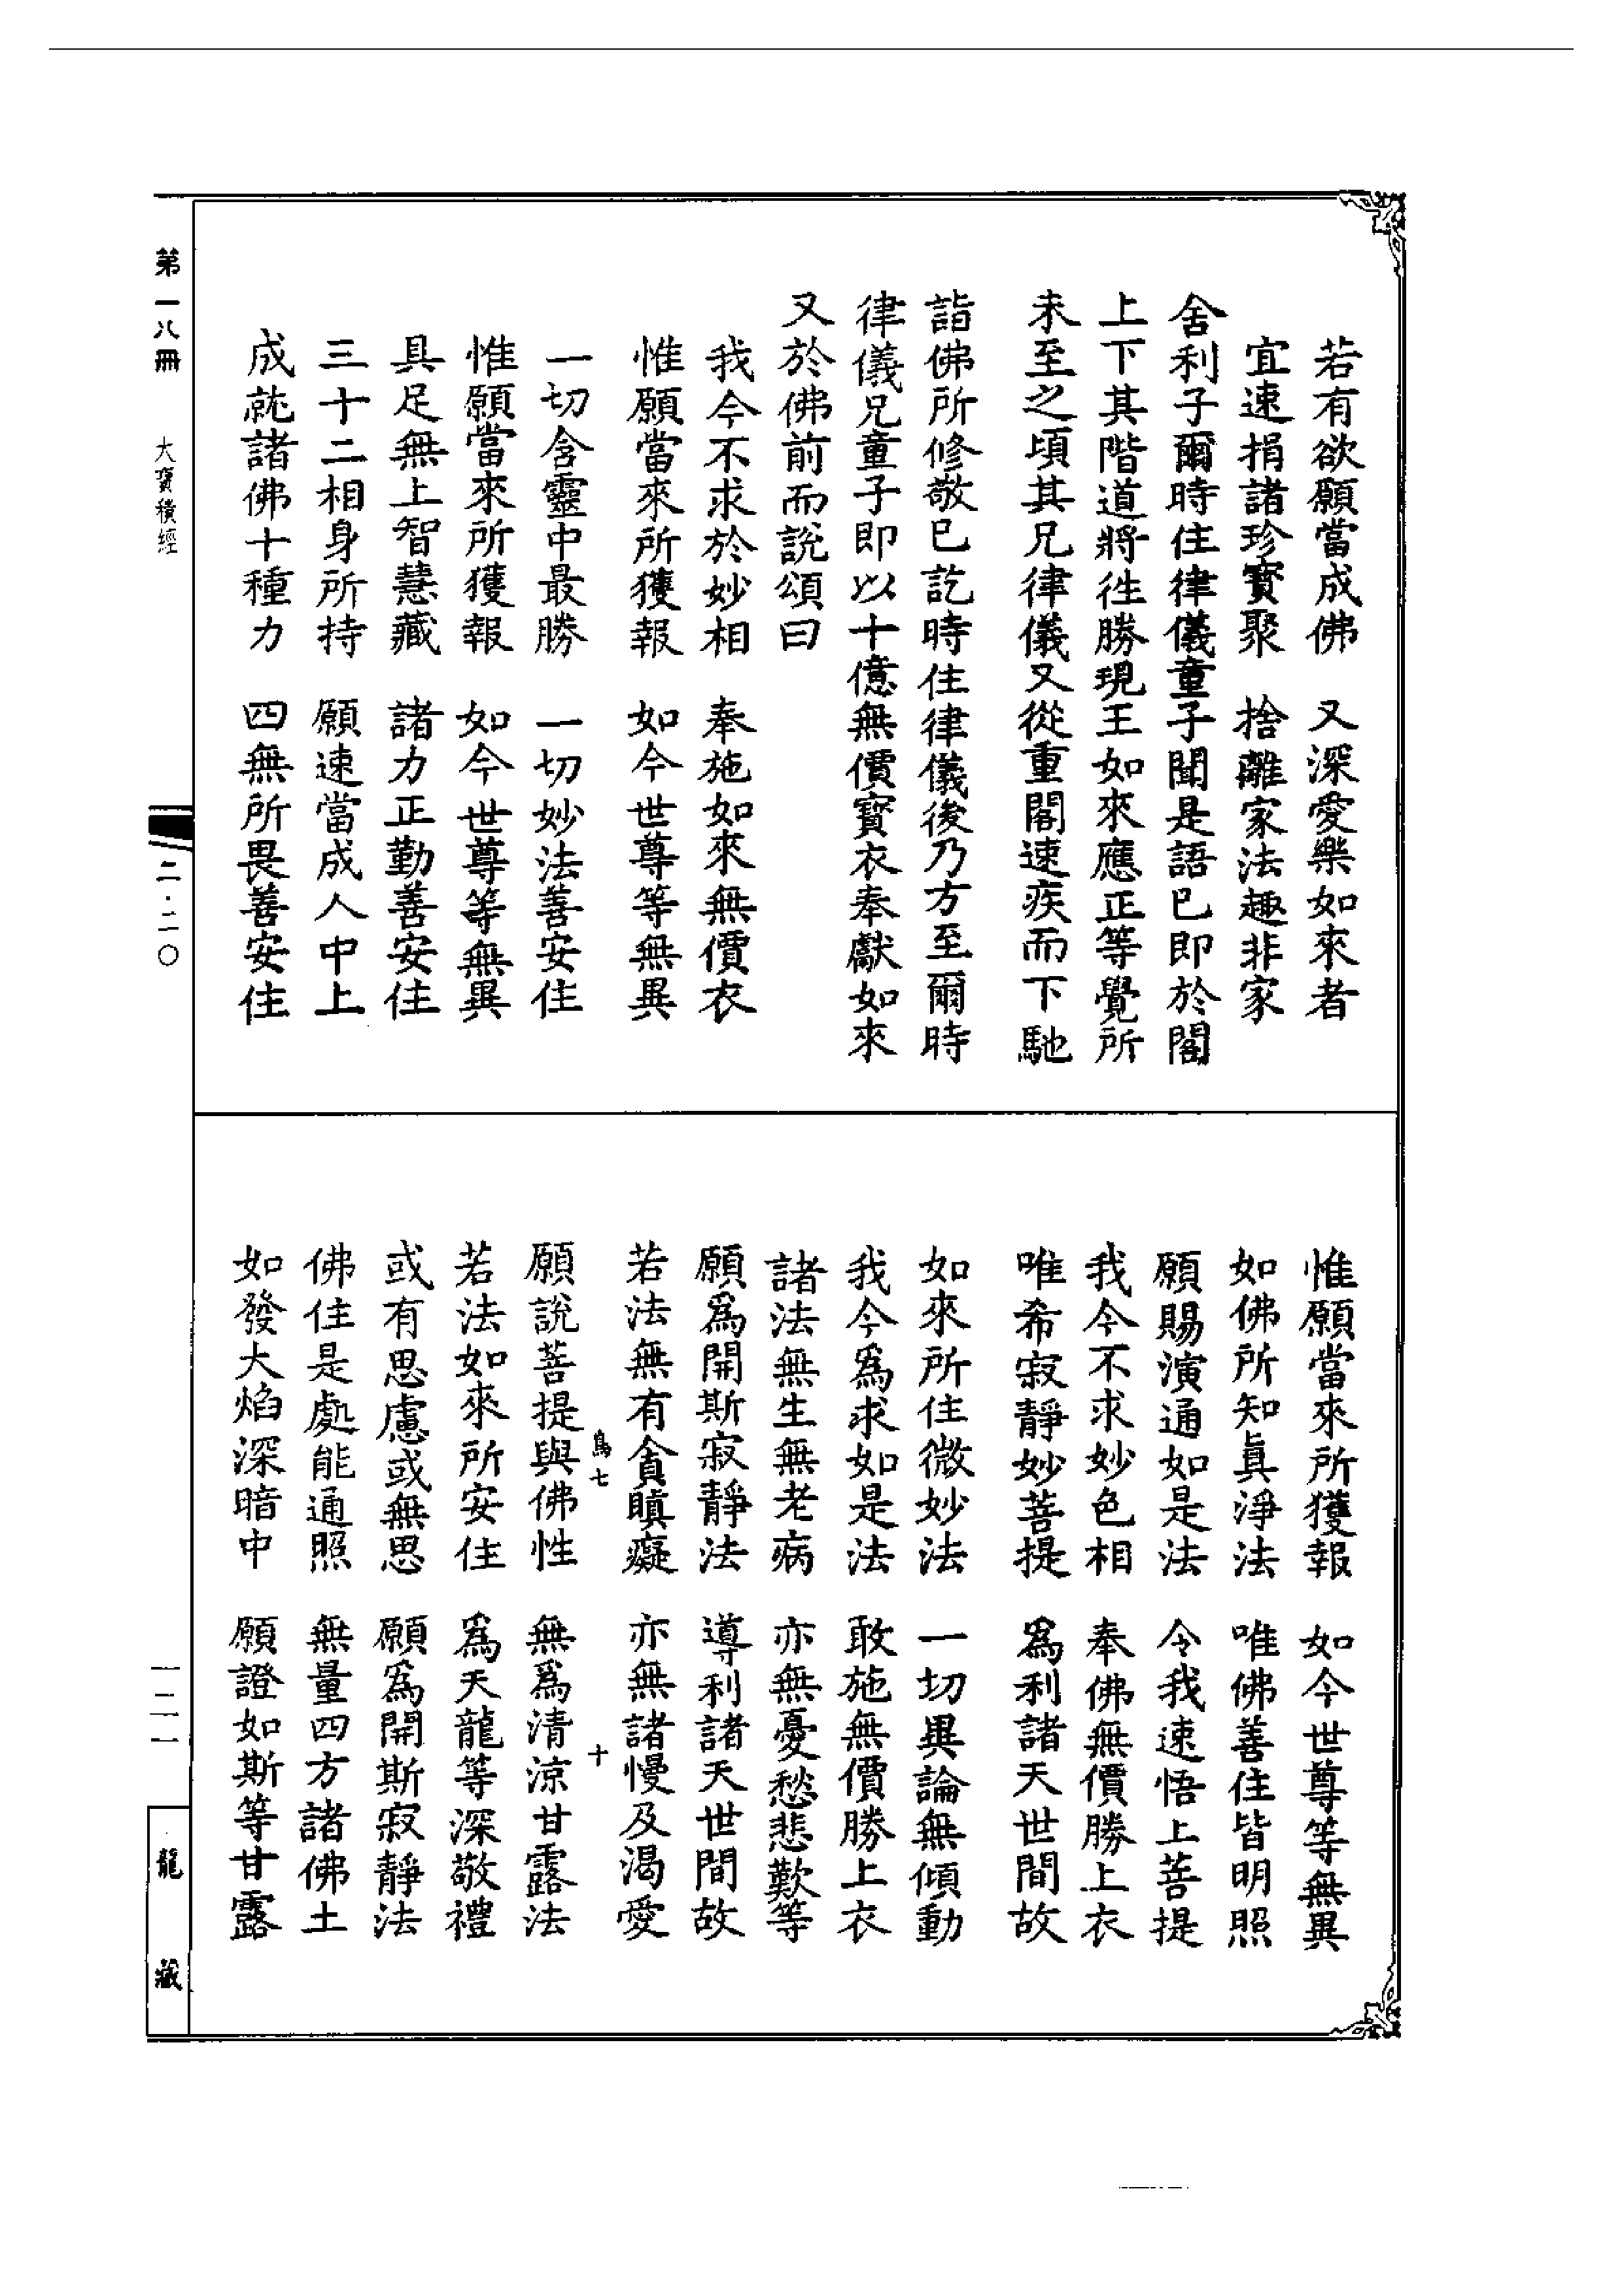 若有欲願當成佛　又深愛樂如來者
宜速捐諸珍寶聚　捨離家法趣非家
舍利子爾時住律儀童子聞是語已即於閣
上下其階道將往勝現王如來應正等覺所
未至之頃其兄律儀又從重閣速疾而下馳
詣佛所修敬已訖時住律儀後乃方至爾時
律儀兄童子即以十億無價寶衣奉獻如來
又於佛前而說頌曰
我今不求於妙相　奉施如來無價衣
惟願當來所獲報　如今世尊等無異
一切含靈中最勝　一切妙法善安住
惟願當來所獲報　如今世尊等無異
具足無上智慧藏　諸力正勤善安住
三十二相身所持　願速當成人中上
成就諸佛十種力　四無所畏善安住
惟願當來所獲報　如今世尊等無異
如佛所知真淨法　唯佛善住皆明照
願賜演通如是法　令我速悟上菩提
我今不求妙色相　奉佛無價勝上衣
唯希寂靜妙菩提　爲利諸天世間故
如來所住微妙法　一切異論無傾動
我今爲求如是法　敢施無價勝上衣
諸法無生無老病　亦無憂愁悲歎等
願爲開斯寂靜法　導利諸天世間故
若法無有貪瞋癡　亦無諸慢及渴愛
鳥七　十
願說菩提與佛性　無爲清涼甘露法
若法如來所安住　爲天龍等深敬禮
或有思慮或無思　願爲開斯寂靜法
佛住是處能通照　無量四方諸佛土
如發大焰深暗中　願證如斯等甘露
第一八冊　大寶積經　二·二〇　一二一　龍藏